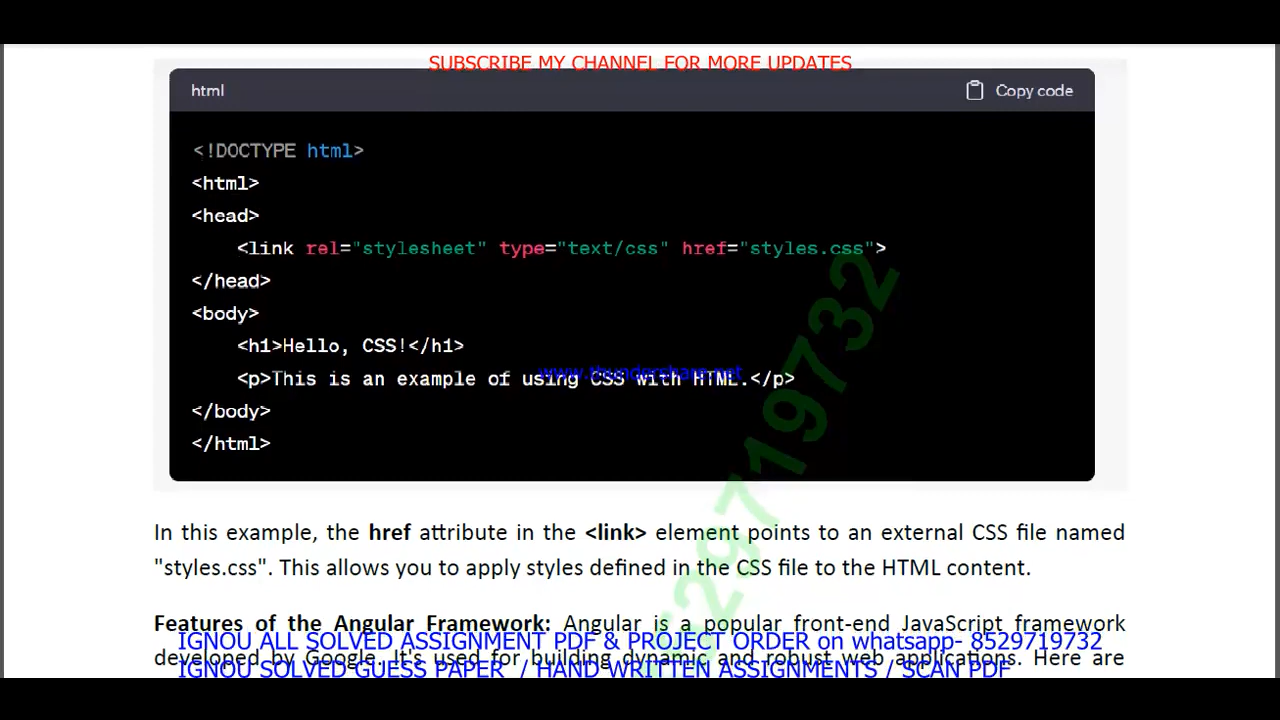 SUBSCRIBE MY CHANNEL FOR MORE UPDATES
html Copy code
<!DOCTYPE html>
<html>
<head>
    <link rel="stylesheet" type="text/css" href="styles.css">
</head>
<body>
    <h1>Hello, CSS!</h1>
    <p>This is an example of using CSS with HTML.</p>
www.thundershare.net
</body>
</html>
8529719732
In this example, the href attribute in the <link> element points to an external CSS file named
"styles.css". This allows you to apply styles defined in the CSS file to the HTML content.
Features of the Angular Framework: Angular is a popular front-end JavaScript framework
IGNOU ALL SOLVED ASSIGNMENT PDF & PROJECT ORDER on whatsapp- 8529719732
developed by Google. It's used for building dynamic and robust web applications. Here are
IGNOU SOLVED GUESS PAPER / HAND WRITTEN ASSIGNMENTS / SCAN PDF